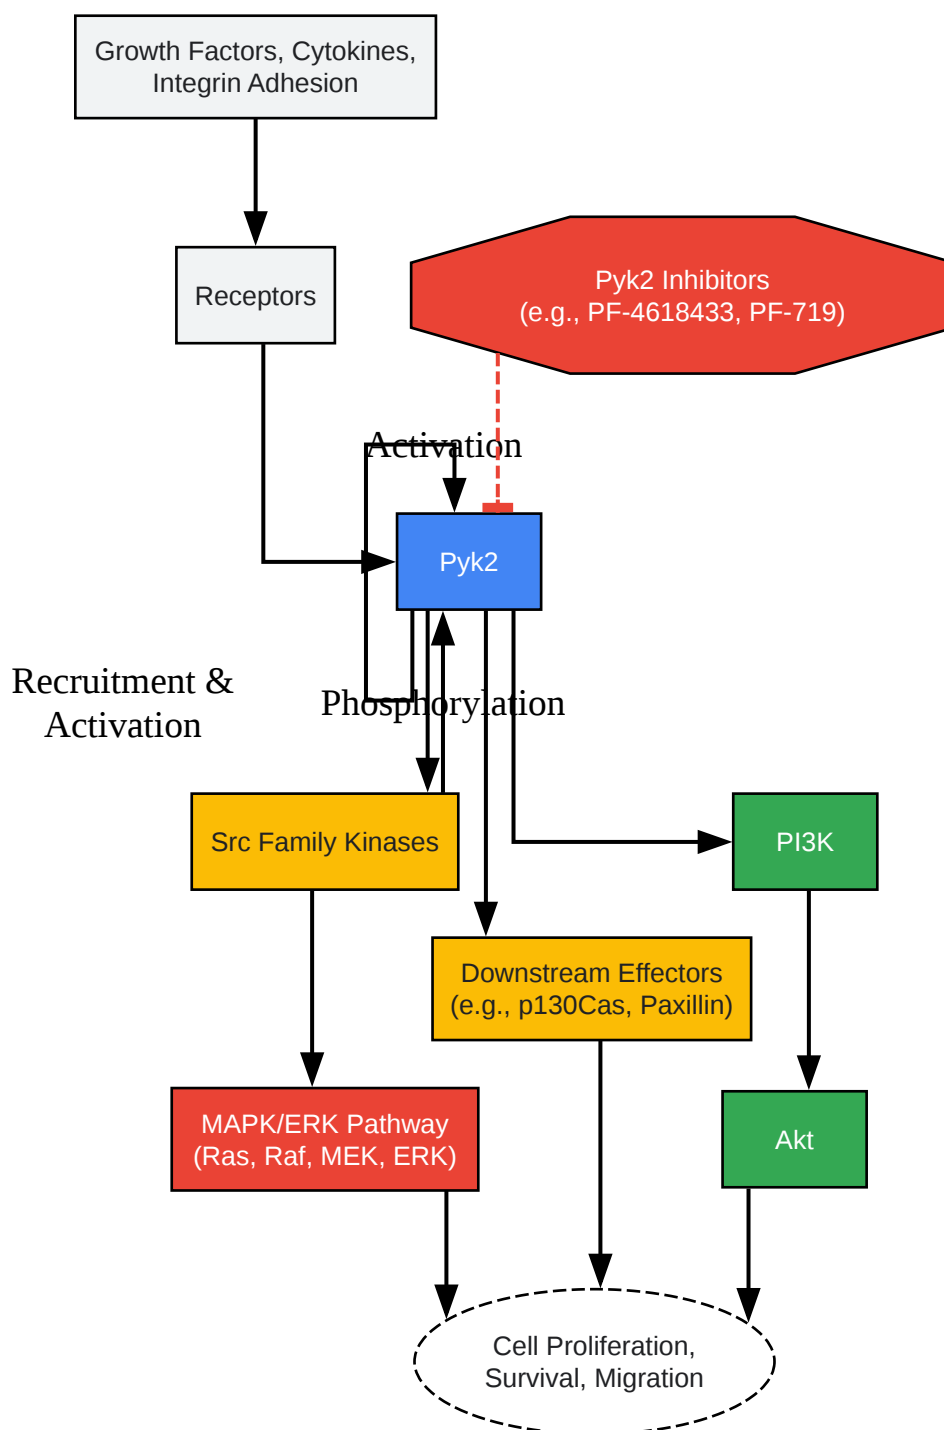 Growth Factors, Cytokines,
Integrin Adhesion
Receptors
Pyk2 Inhibitors
(e.g., PF-4618433, PF-719)
Activation
Pyk2
Recruitment &
Activation
Phosphorylation
Src Family Kinases
PI3K
Downstream Effectors
(e.g., p130Cas, Paxillin)
MAPK/ERK Pathway
(Ras, Raf, MEK, ERK)
Akt
Cell Proliferation,
Survival, Migration